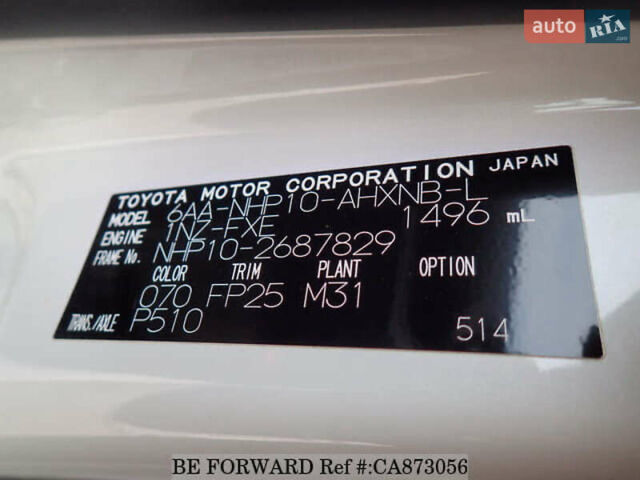 auto RIA .com
TOYOTA MOTOR CORPORATION JAPAN
MODEL 6AA-NHP10-AHXNB-L
ENGINE 1NZ-FXE 1496 mL
FRAME No. NHP10-2687829
COLOR TRIM PLANT OPTION
070 FP25 M31
TRANS./AXLE P510 514
BE FORWARD Ref #:CA873056